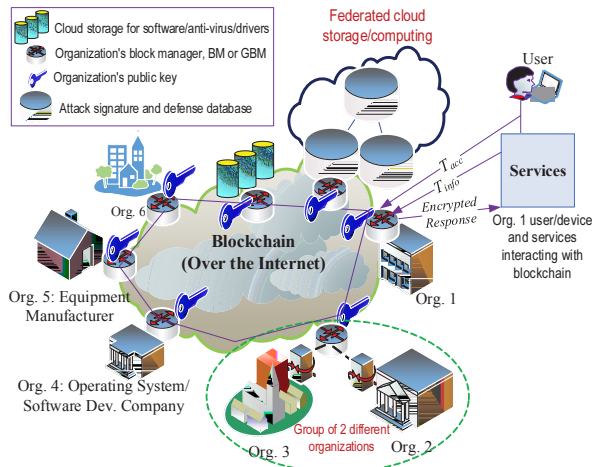 Cloud storage for software/anti-virus/drivers
Organization's block manager, BM or GBM
Organization's public key
Attack signature and defense database
Federated cloud
storage/computing
User
T_acc
T_info
Encrypted
Response
Services
Org. 1 user/device
and services
interacting with
blockchain
Org. 6
Blockchain
(Over the Internet)
Org. 1
Org. 5: Equipment
Manufacturer
Org. 4: Operating System/
Software Dev. Company
Group of 2 different
organizations
Org. 3
Org. 2